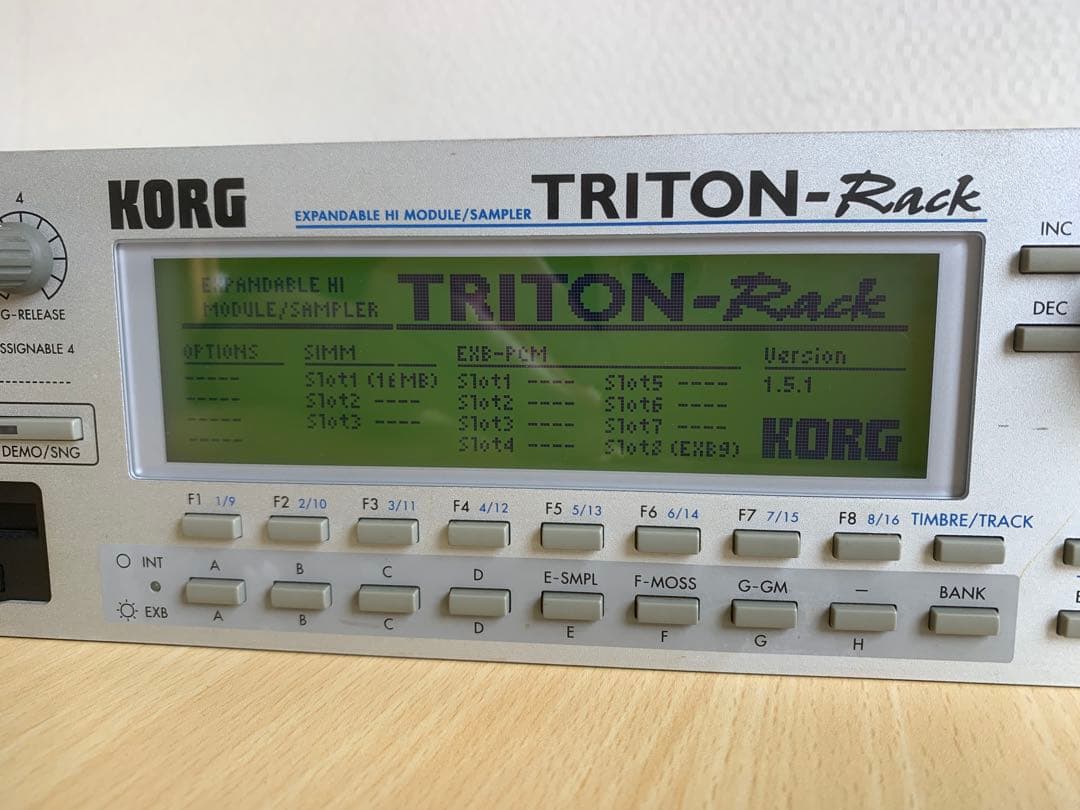 4
KORG
EXPANDABLE HI MODULE/SAMPLER
TRITON-Rack
INC
DEC
G-RELEASE
SSIGNABLE 4
DEMO/SNG
EXPANDABLE HI
MODULE/SAMPLER
TRITON-Rack
OPTIONS SIMM EXB-PCM Version
----- Slot1 (16MB) Slot1 ---- Slot5 ---- 1.5.1
----- Slot2 ---- Slot2 ---- Slot6 ----
----- Slot3 ---- Slot3 ---- Slot7 ----
----- Slot4 ---- Slot8 (EXB9)
KORG
F1 1/9 F2 2/10 F3 3/11 F4 4/12 F5 5/13 F6 6/14 F7 7/15 F8 8/16 TIMBRE/TRACK
INT A B C D E-SMPL F-MOSS G-GM — BANK
EXB A B C D E F G H